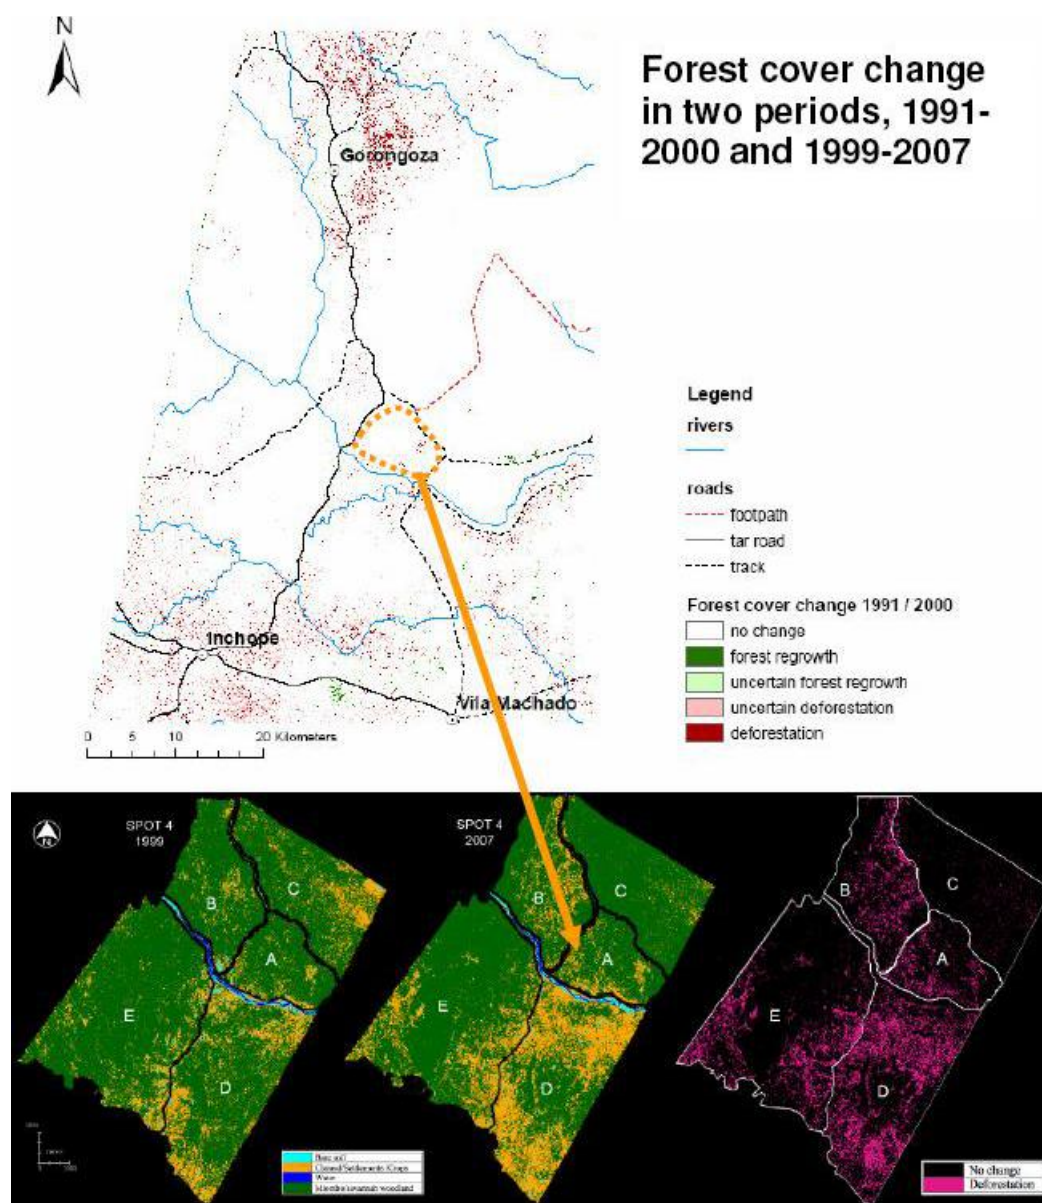 N
Forest cover change
in two periods, 1991-
2000 and 1999-2007
Gorongoza
Inchope
Vila Machado
0 5 10 20 Kilometers
Legend
rivers
roads
footpath
tar road
track
Forest cover change 1991 / 2000
no change
forest regrowth
uncertain forest regrowth
uncertain deforestation
deforestation
N
SPOT 4
1999
B
C
A
E
D
SPOT 4
2007
B
C
A
E
D
B
C
A
E
D
Bare soil
Cleared/Settlements /Crops
Water
Miombo/savannah woodland
No change
Deforestation